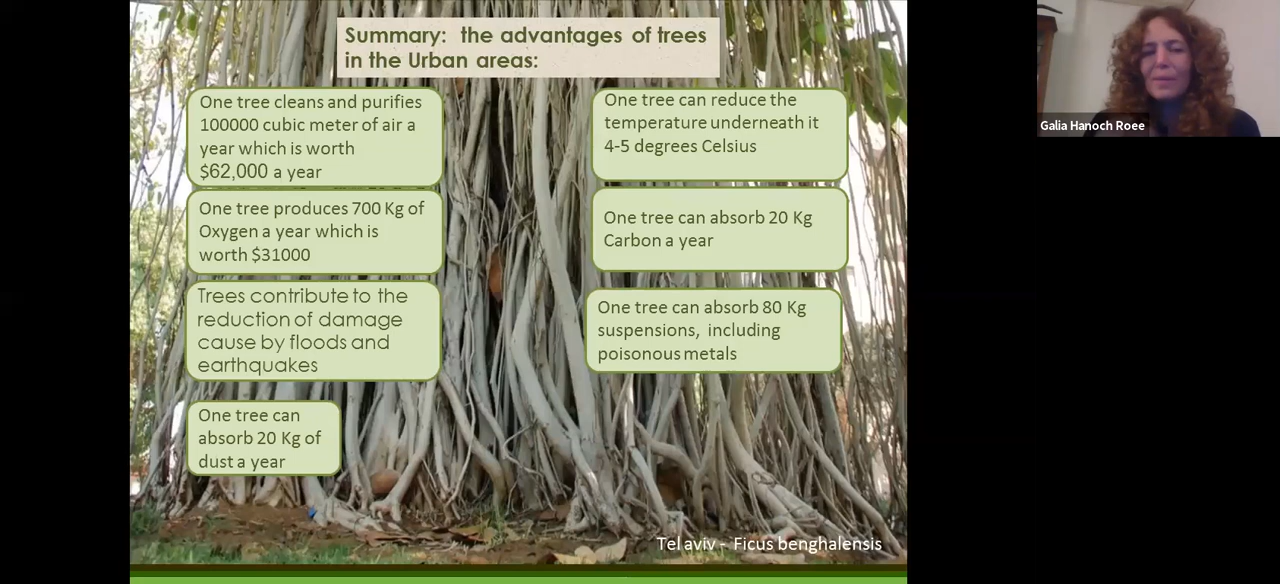 Summary: the advantages of trees
in the Urban areas:
One tree cleans and purifies
100000 cubic meter of air a
year which is worth
$62,000 a year
One tree produces 700 Kg of
Oxygen a year which is
worth $31000
Trees contribute to the
reduction of damage
cause by floods and
earthquakes
One tree can
absorb 20 Kg of
dust a year
One tree can reduce the
temperature underneath it
4-5 degrees Celsius
One tree can absorb 20 Kg
Carbon a year
One tree can absorb 80 Kg
suspensions, including
poisonous metals
Tel aviv - Ficus benghalensis
Galia Hanoch Roee